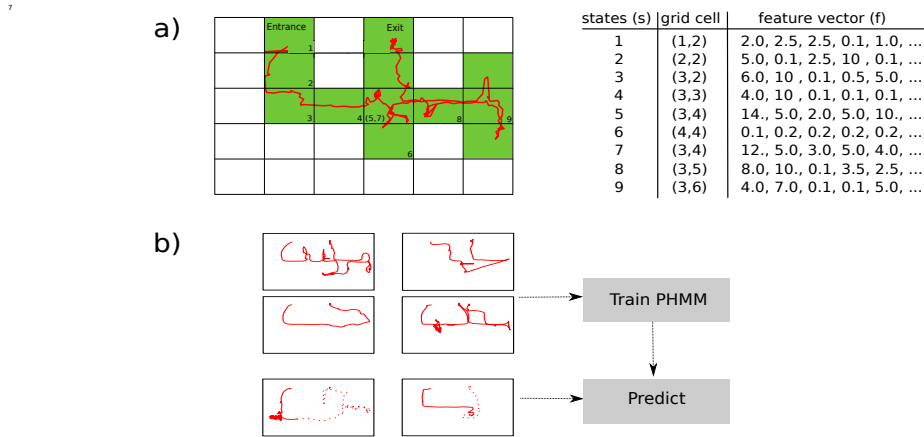 7
a)
Entrance
Exit
1
2
3
4
(5,7)
8
9
6
states (s) grid cell feature vector (f)
1 (1,2) 2.0, 2.5, 2.5, 0.1, 1.0, ...
2 (2,2) 5.0, 0.1, 2.5, 10 , 0.1, ...
3 (3,2) 6.0, 10 , 0.1, 0.5, 5.0, ...
4 (3,3) 4.0, 10 , 0.1, 0.1, 0.1, ...
5 (3,4) 14., 5.0, 2.0, 5.0, 10., ...
6 (4,4) 0.1, 0.2, 0.2, 0.2, 0.2, ...
7 (3,4) 12., 5.0, 3.0, 5.0, 4.0, ...
8 (3,5) 8.0, 10., 0.1, 3.5, 2.5, ...
9 (3,6) 4.0, 7.0, 0.1, 0.1, 5.0, ...
b)
Train PHMM
Predict